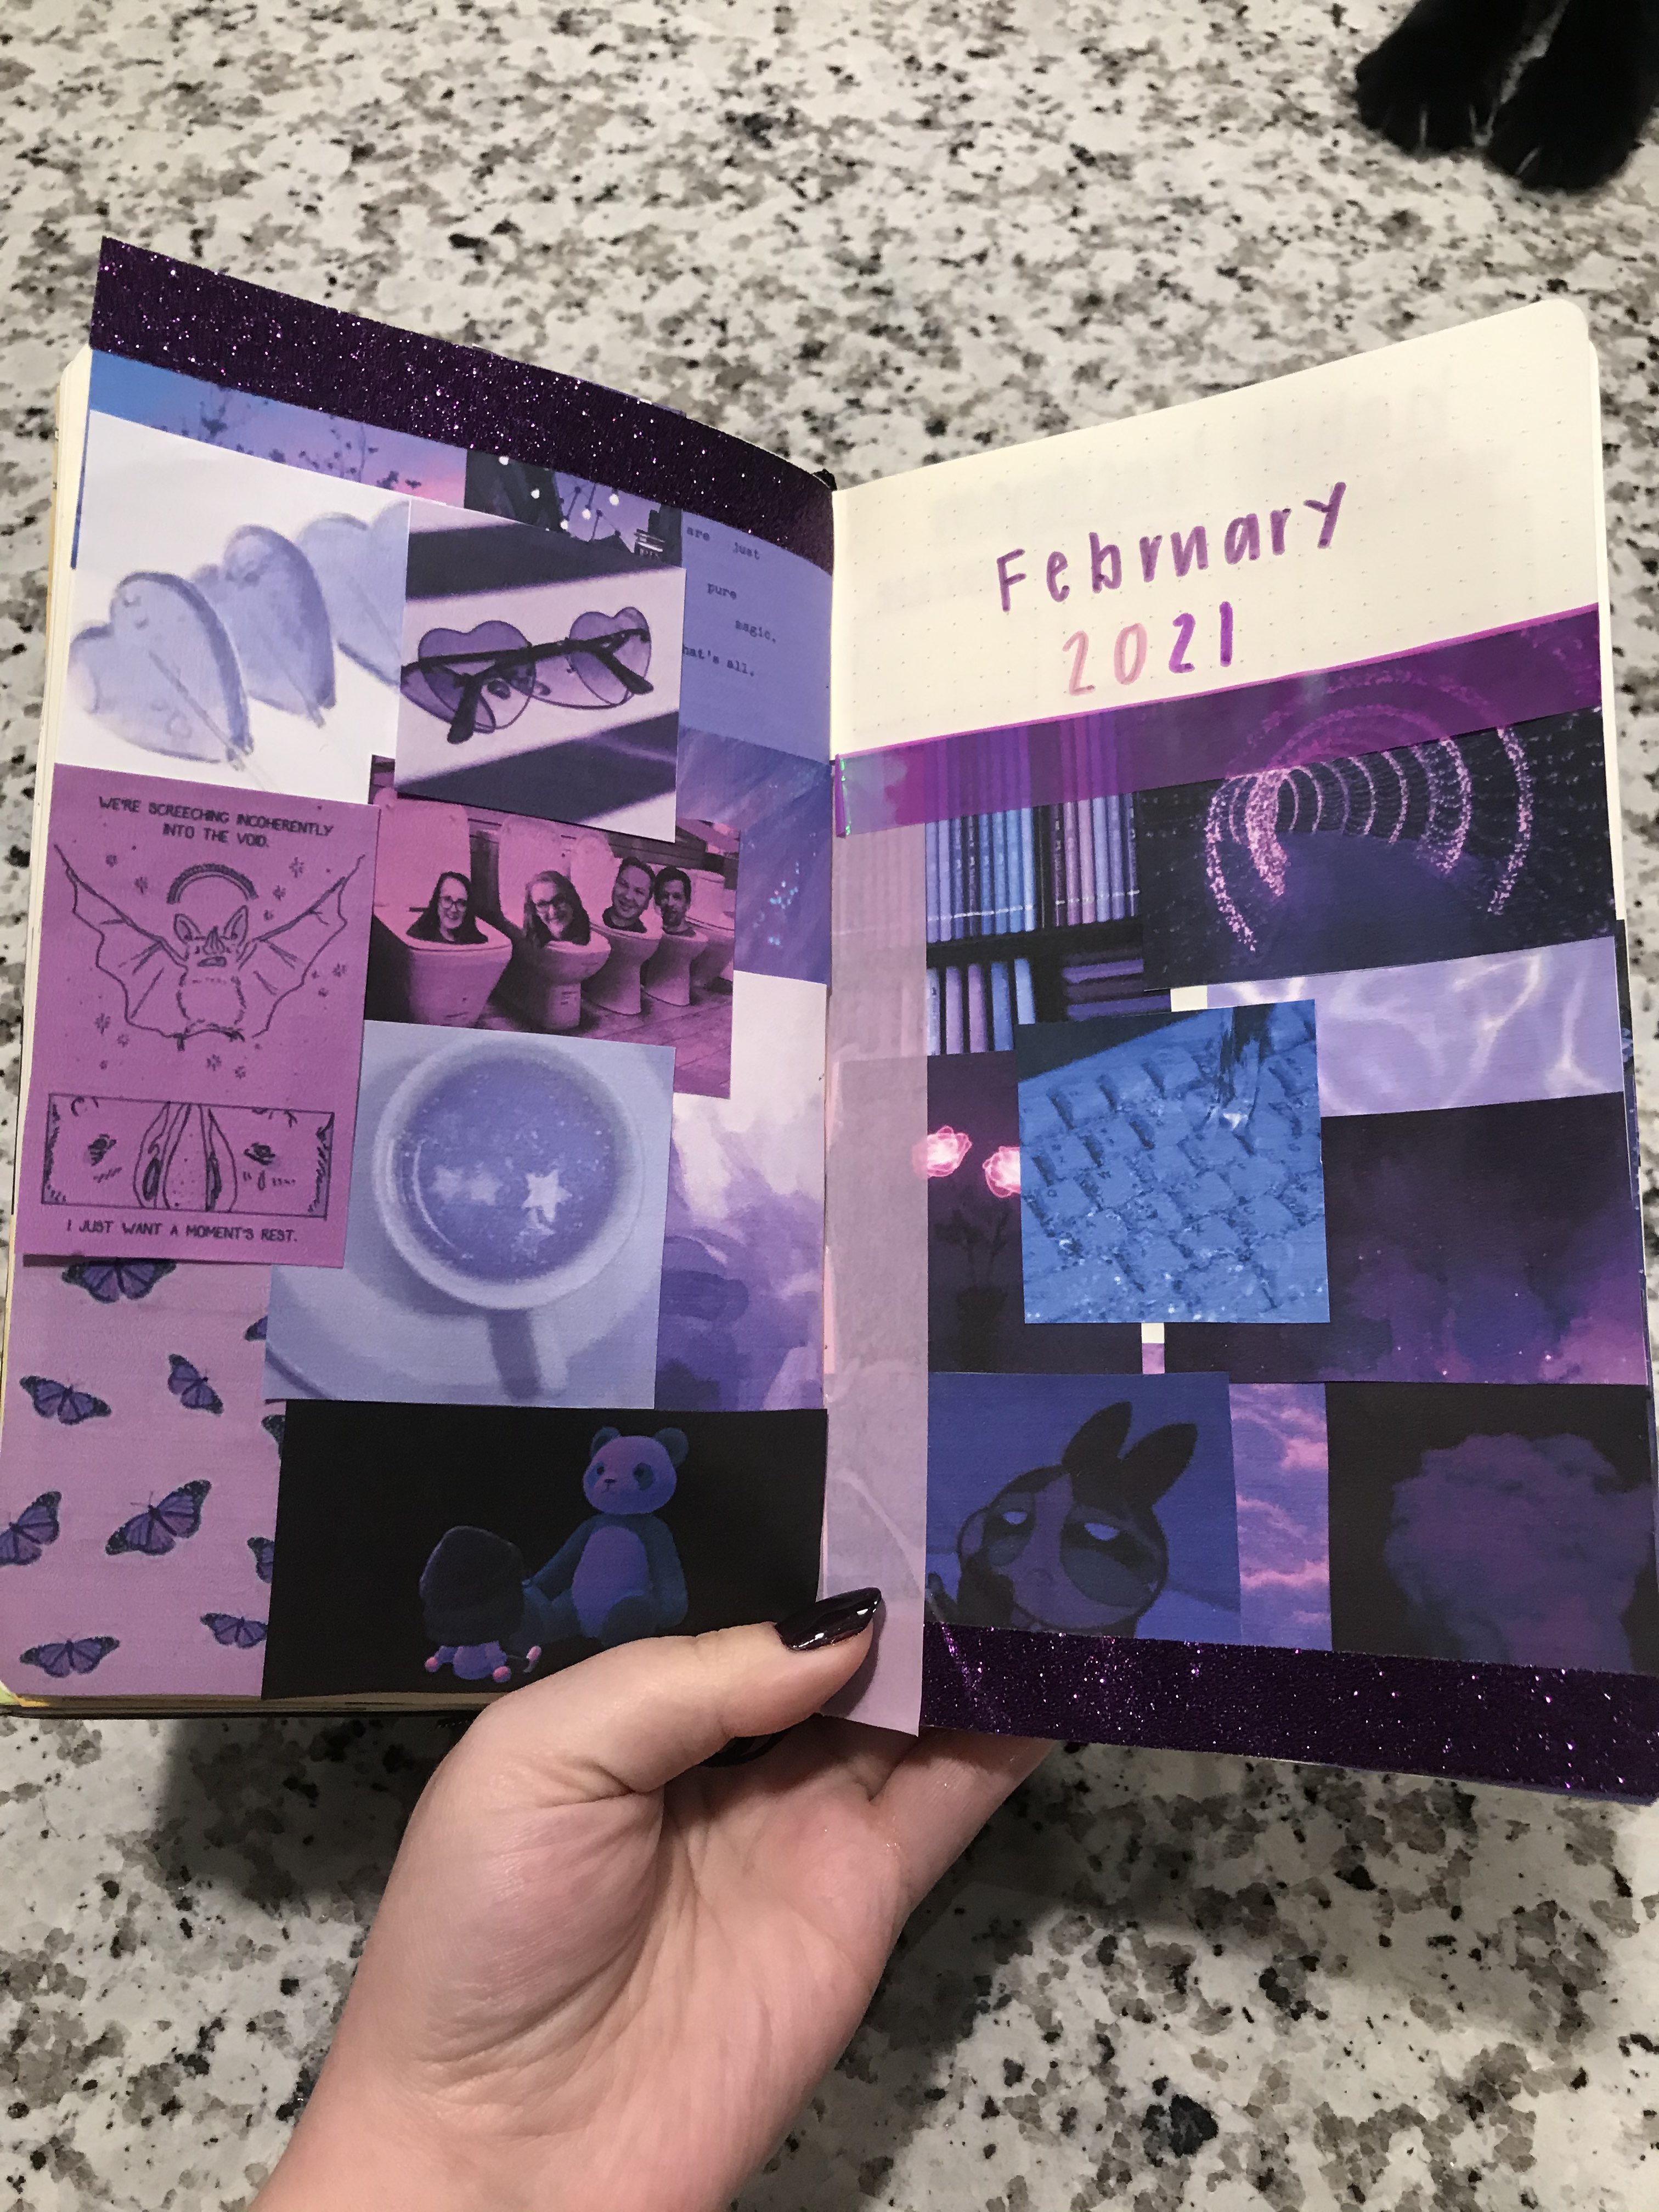 are just
pure
magic.
hat's all.
WE'RE SCREECHING INCOHERENTLY
INTO THE VOID.
I JUST WANT A MOMENT'S REST.
February
2021